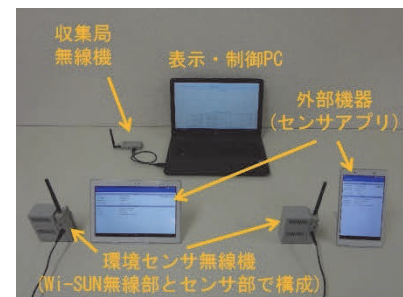 収集局
無線機
表示・制御PC
外部機器
(センサアプリ)
環境センサ無線機
(Wi-SUN無線部とセンサ部で構成)